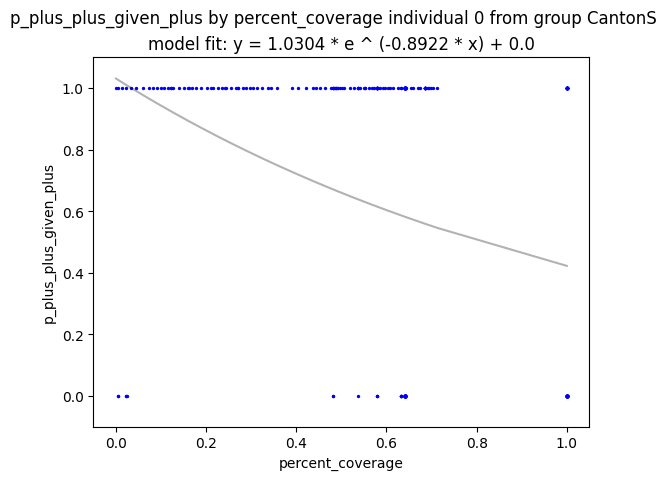 p_plus_plus_given_plus by percent_coverage individual 0 from group CantonS
model fit: y = 1.0304 * e ^ (-0.8922 * x) + 0.0
1.0
0.8
0.6
0.4
0.2
0.0
p_plus_plus_given_plus
0.0 0.2 0.4 0.6 0.8 1.0
percent_coverage